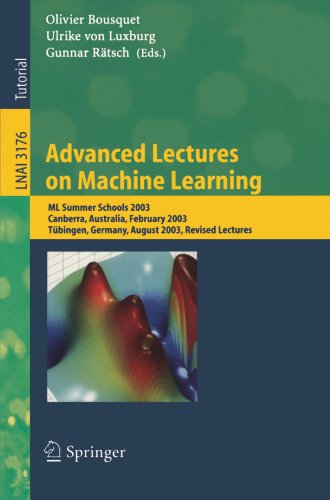 Olivier Bousquet
Ulrike von Luxburg
Gunnar Rätsch (Eds.)
Tutorial
LNAI 3176
Advanced Lectures
on Machine Learning
ML Summer Schools 2003
Canberra, Australia, February 2003
Tübingen, Germany, August 2003, Revised Lectures
Springer